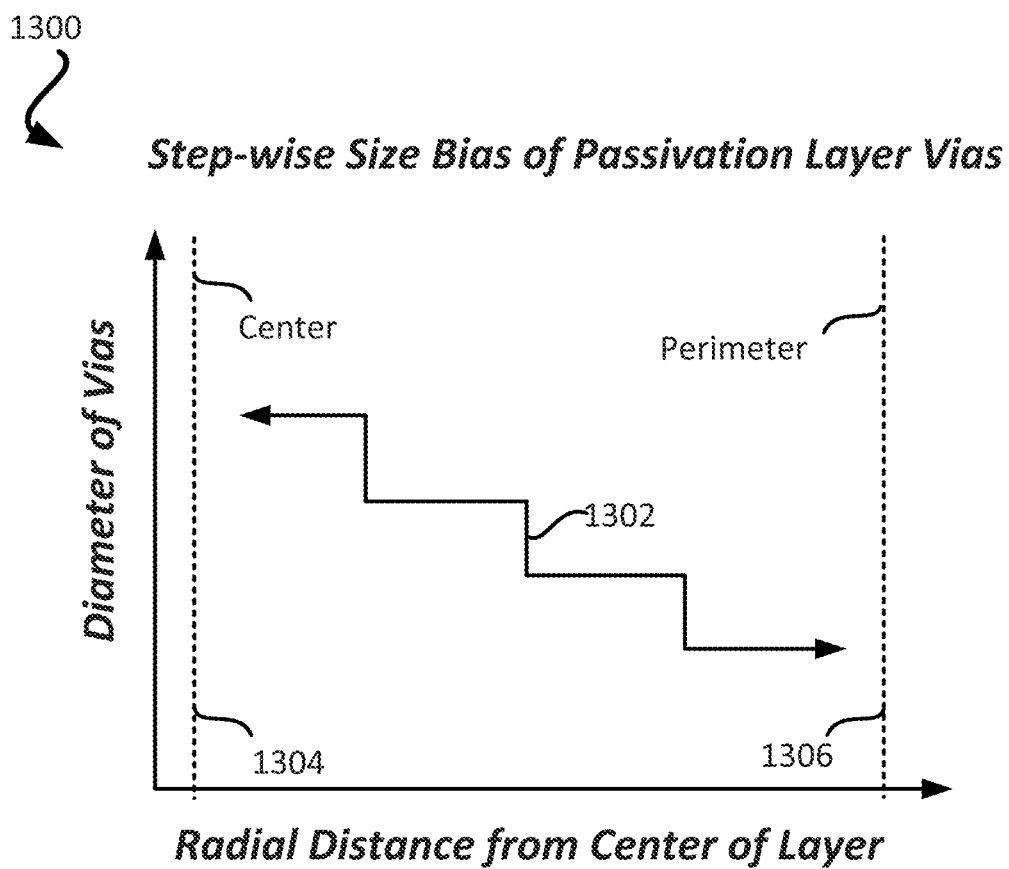 1300
Step-wise Size Bias of Passivation Layer Vias
Center
Perimeter
Diameter of Vias
1302
1304
1306
Radial Distance from Center of Layer